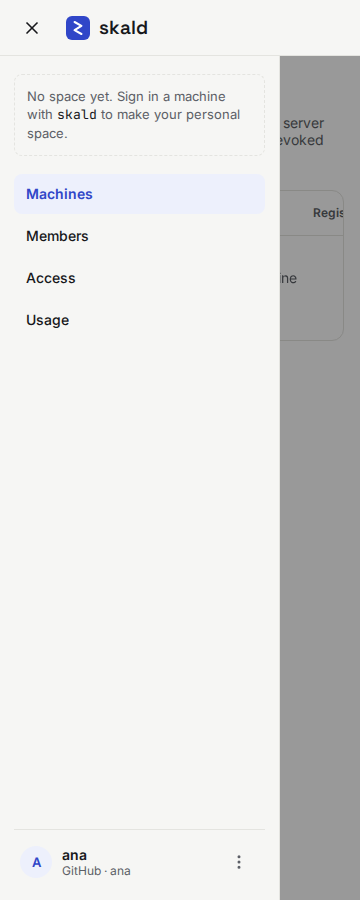 skald
No space yet. Sign in a machine
with skald to make your personal
space.
server
evoked
Machines
Regis
Members
Access
ine
Usage
A
ana
GitHub · ana